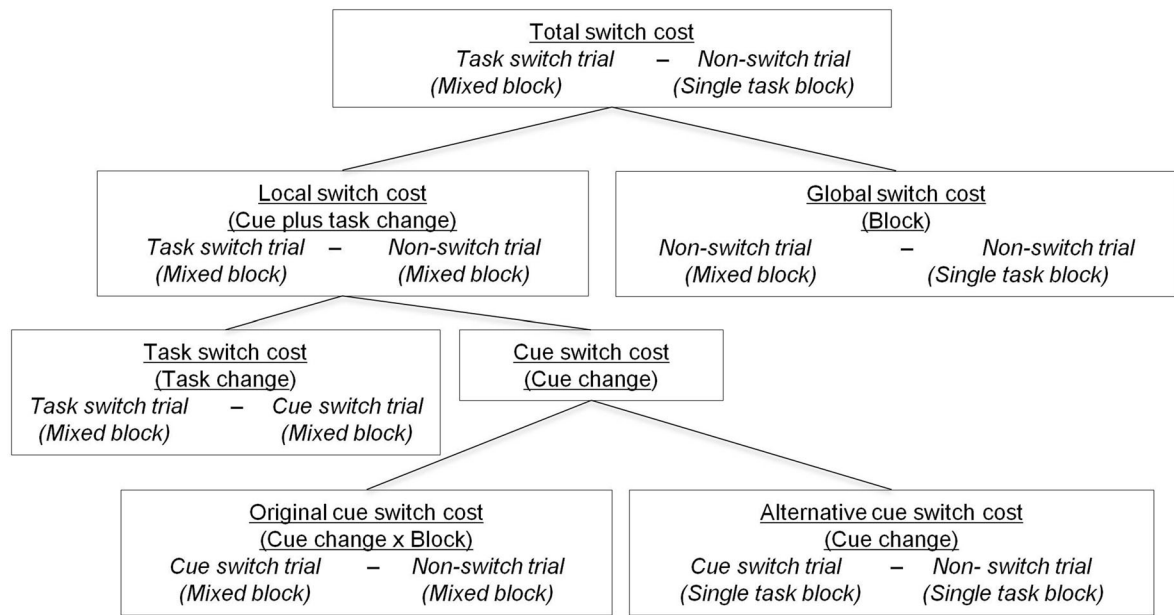 Total switch cost
Task switch trial – Non-switch trial
(Mixed block) (Single task block)
Local switch cost
(Cue plus task change)
Task switch trial – Non-switch trial
(Mixed block) (Mixed block)
Global switch cost
(Block)
Non-switch trial – Non-switch trial
(Mixed block) (Single task block)
Task switch cost
(Task change)
Task switch trial – Cue switch trial
(Mixed block) (Mixed block)
Cue switch cost
(Cue change)
Original cue switch cost
(Cue change x Block)
Cue switch trial – Non-switch trial
(Mixed block) (Mixed block)
Alternative cue switch cost
(Cue change)
Cue switch trial – Non- switch trial
(Single task block) (Single task block)